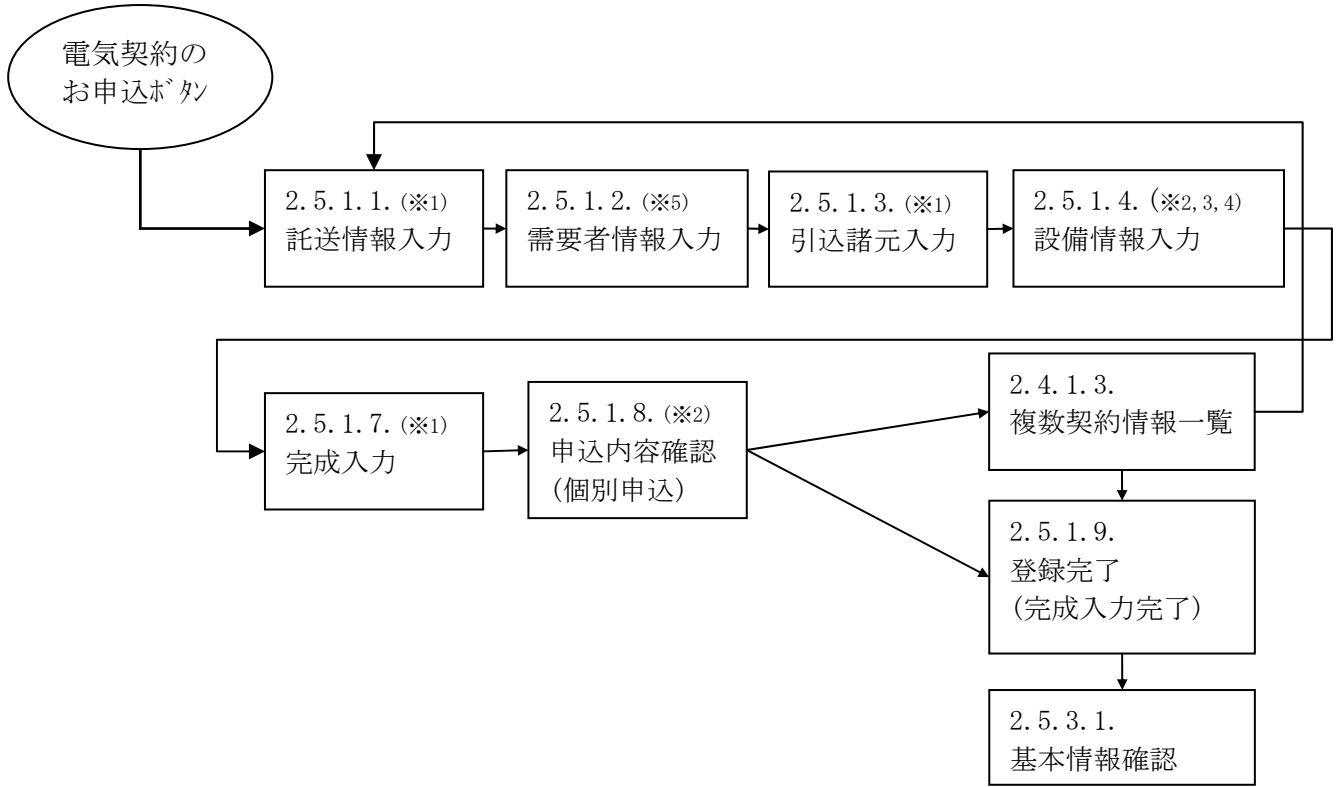 電気契約の
お申込ﾎﾞﾀﾝ
2.5.1.1.(※1)
託送情報入力
2.5.1.2.(※5)
需要者情報入力
2.5.1.3.(※1)
引込諸元入力
2.5.1.4.(※2,3,4)
設備情報入力
2.5.1.7.(※1)
完成入力
2.5.1.8.(※2)
申込内容確認
(個別申込)
2.4.1.3.
複数契約情報一覧
2.5.1.9.
登録完了
(完成入力完了)
2.5.3.1.
基本情報確認